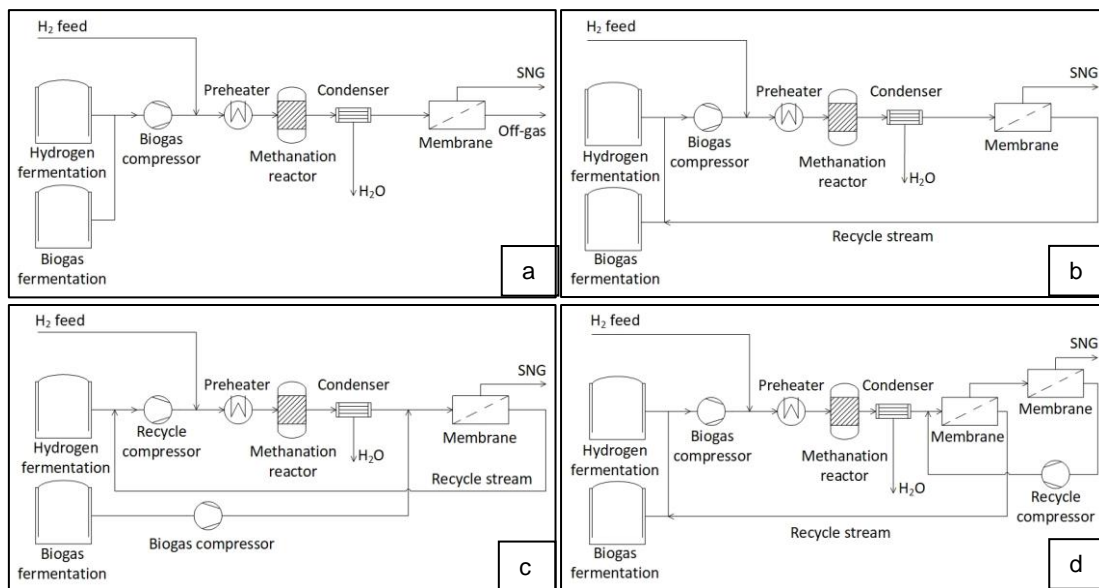 H₂ feed
SNG
Preheater
Condenser
Off-gas
Hydrogen
fermentation
Biogas
compressor
Methanation
reactor
Membrane
H₂O
Biogas
fermentation
a
H₂ feed
SNG
Preheater
Condenser
Hydrogen
fermentation
Biogas
compressor
Methanation
reactor
Membrane
H₂O
Recycle stream
Biogas
fermentation
b
H₂ feed
SNG
Preheater
Condenser
Hydrogen
fermentation
Recycle
compressor
Methanation
reactor
Membrane
H₂O
Recycle stream
Biogas
fermentation
Biogas compressor
c
H₂ feed
SNG
Preheater
Condenser
Membrane
Hydrogen
fermentation
Biogas
compressor
Methanation
reactor
Membrane
H₂O
Recycle
compressor
Recycle stream
Biogas
fermentation
d